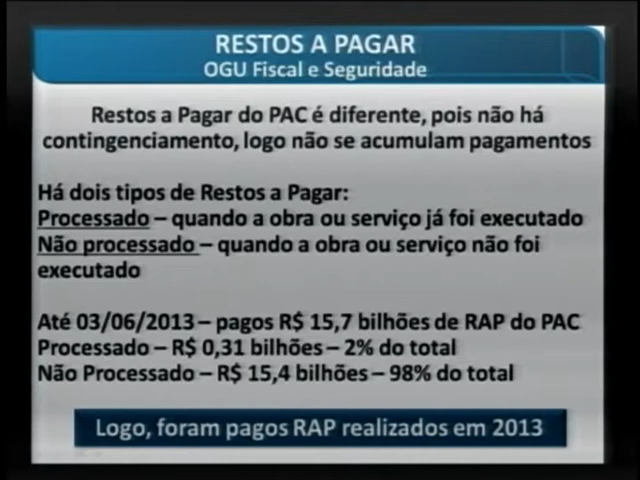 RESTOS A PAGAR
OGU Fiscal e Seguridade
Restos a Pagar do PAC é diferente, pois não há
contingenciamento, logo não se acumulam pagamentos
Há dois tipos de Restos a Pagar:
Processado – quando a obra ou serviço já foi executado
Não processado – quando a obra ou serviço não foi
executado
Até 03/06/2013 – pagos R$ 15,7 bilhões de RAP do PAC
Processado – R$ 0,31 bilhões – 2% do total
Não Processado – R$ 15,4 bilhões – 98% do total
Logo, foram pagos RAP realizados em 2013